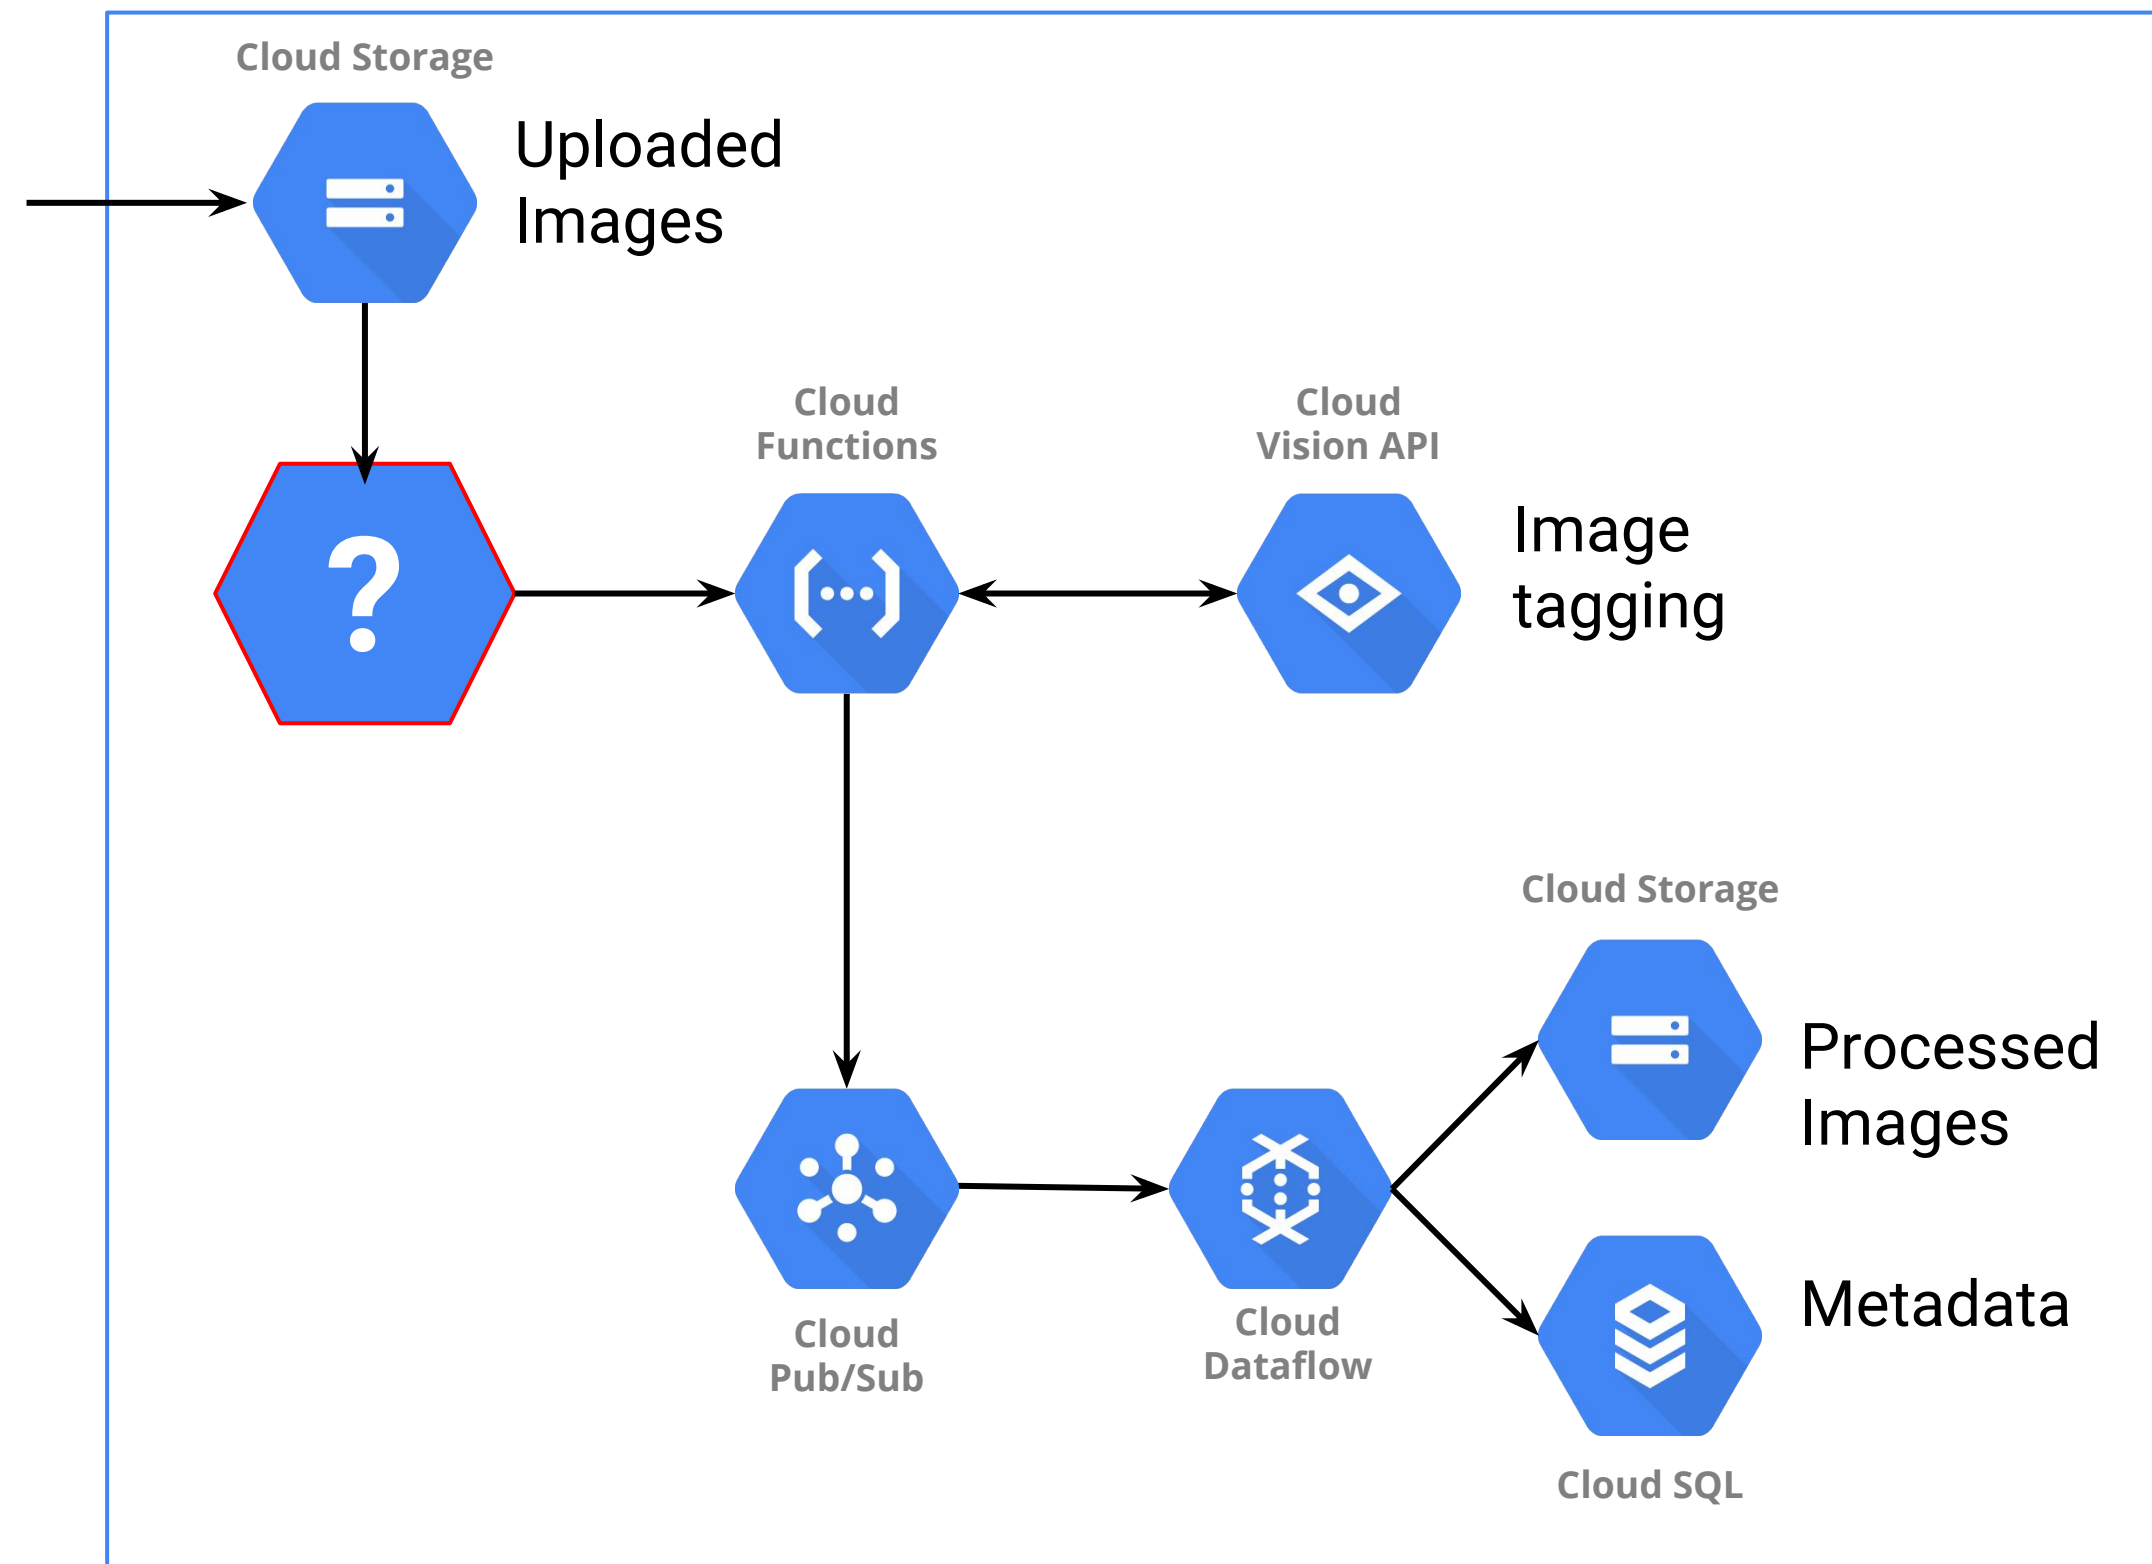 Cloud Storage
Uploaded
Images
Cloud
Functions
Cloud
Vision API
?
Image
tagging
Cloud Storage
Processed
Images
Cloud
Pub/Sub
Cloud
Dataflow
Metadata
Cloud SQL